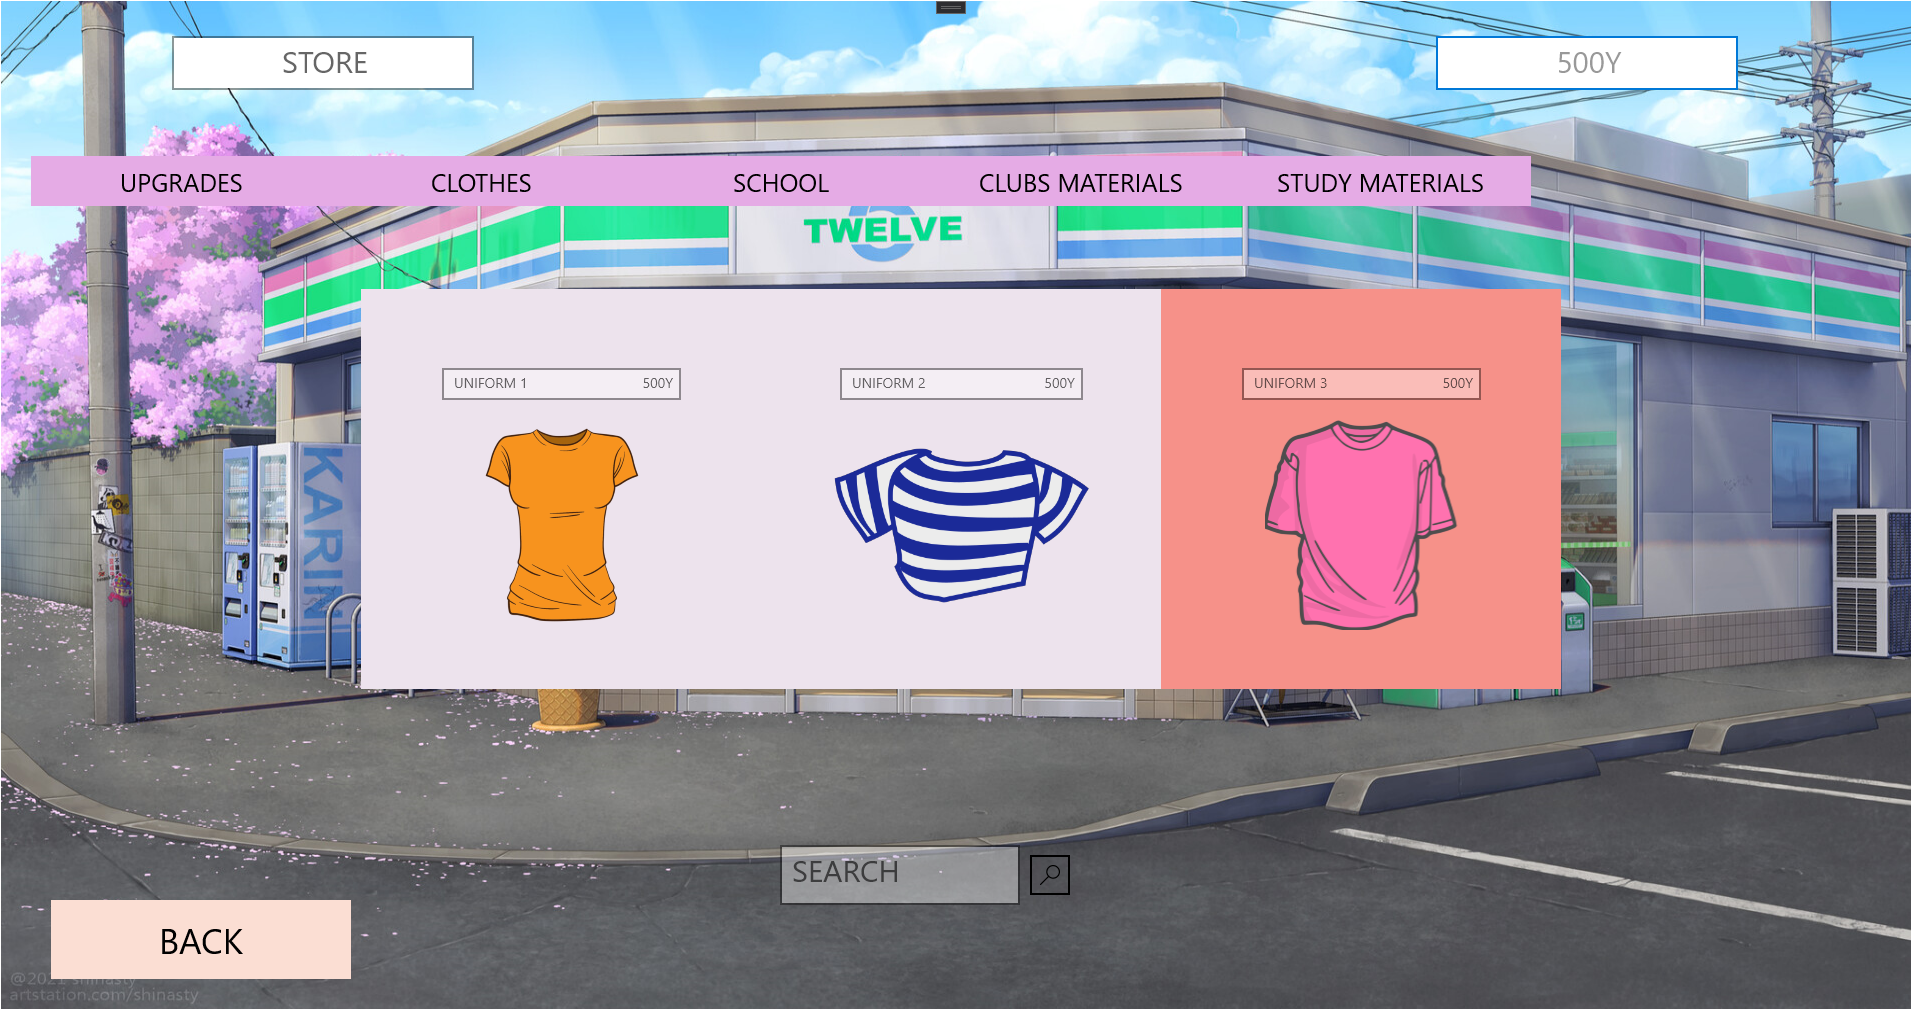 STORE
500Y
UPGRADES
CLOTHES
SCHOOL
CLUBS MATERIALS
STUDY MATERIALS
TWELVE
UNIFORM 1
500Y
UNIFORM 2
500Y
UNIFORM 3
500Y
KARIN
SEARCH
BACK
@2021 shinasty
artstation.com/shinasty